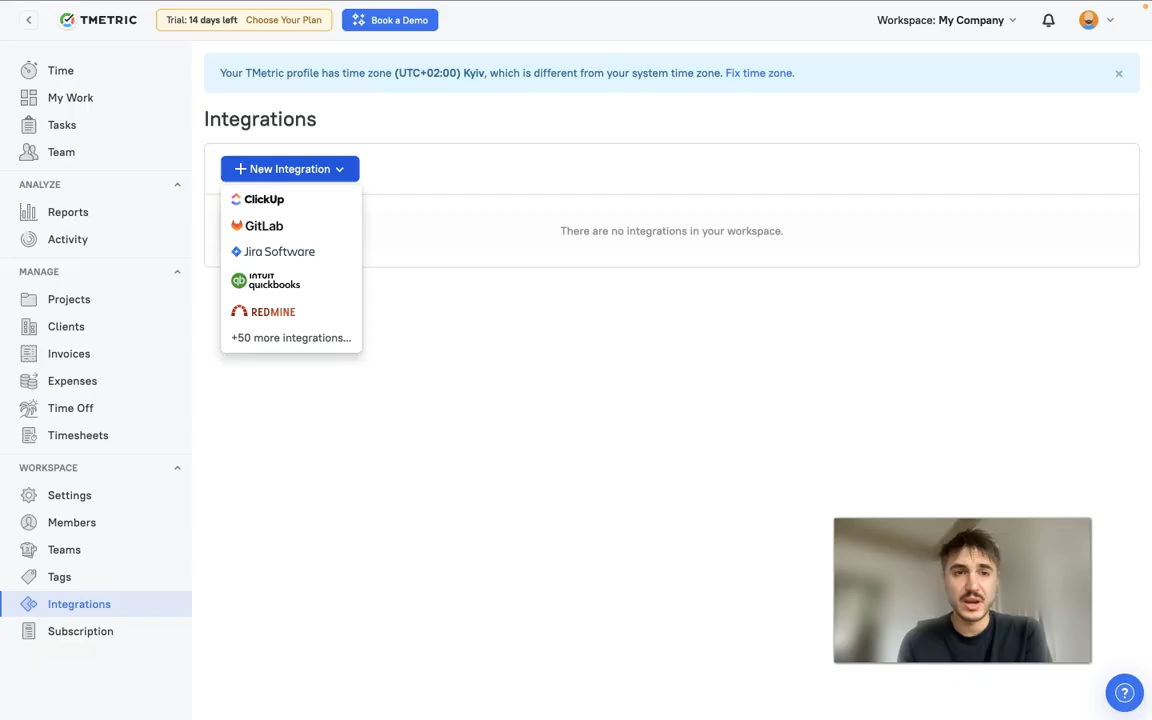 TMETRIC
Trial: 14 days left Choose Your Plan
Book a Demo
Workspace: My Company
Time
My Work
Tasks
Team
ANALYZE
Reports
Activity
MANAGE
Projects
Clients
Invoices
Expenses
Time Off
Timesheets
WORKSPACE
Settings
Members
Teams
Tags
Integrations
Subscription
Your TMetric profile has time zone (UTC+02:00) Kyiv, which is different from your system time zone. Fix time zone.
Integrations
New Integration
ClickUp
GitLab
Jira Software
qb INTUIT
quickbooks
REDMINE
+50 more integrations...
There are no integrations in your workspace.
?